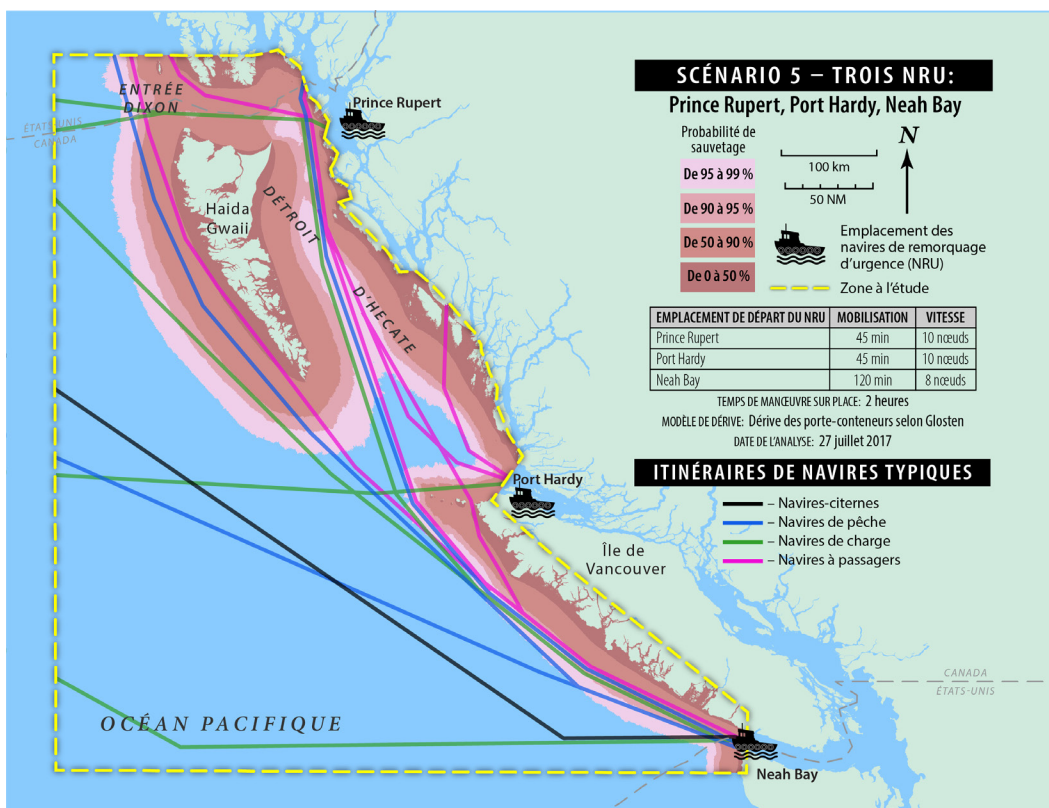 SCÉNARIO 5 – TROIS NRU:
Prince Rupert, Port Hardy, Neah Bay
Probabilité de
sauvetage
De 95 à 99 %
De 90 à 95 %
De 50 à 90 %
De 0 à 50 %
100 km
50 NM
N
Emplacement des
navires de remorquage
d'urgence (NRU)
Zone à l'étude
EMPLACEMENT DE DÉPART DU NRU MOBILISATION VITESSE
Prince Rupert 45 min 10 nœuds
Port Hardy 45 min 10 nœuds
Neah Bay 120 min 8 nœuds
TEMPS DE MANŒUVRE SUR PLACE: 2 heures
MODÈLE DE DÉRIVE: Dérive des porte-conteneurs selon Glosten
DATE DE L'ANALYSE: 27 juillet 2017
ITINÉRAIRES DE NAVIRES TYPIQUES
– Navires-citernes
– Navires de pêche
– Navires de charge
– Navires à passagers
ENTRÉE
DIXON
Prince Rupert
ÉTATS-UNIS
CANADA
Haida
Gwaii
DÉTROIT
D'HECATE
Port Hardy
Île de
Vancouver
CANADA
ÉTATS-UNIS
OCÉAN PACIFIQUE
Neah Bay